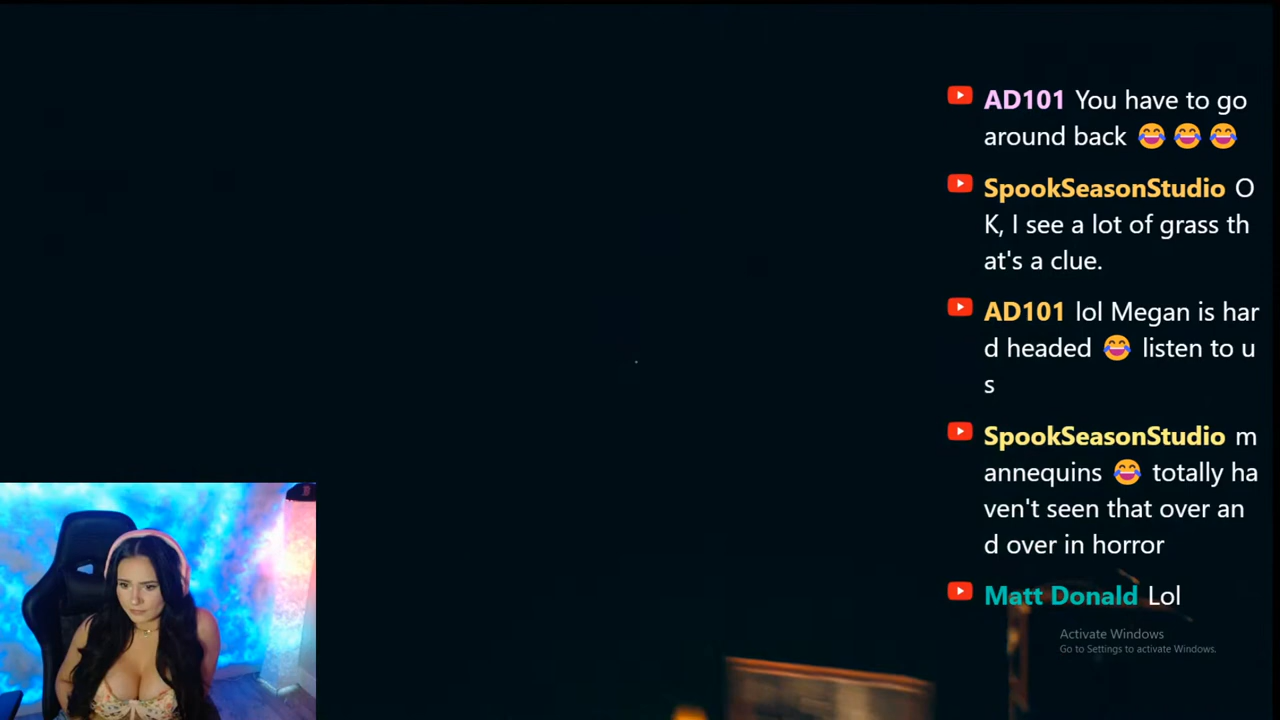 AD101 You have to go
around back 😂 😂 😂
SpookSeasonStudio O
K, I see a lot of grass th
at's a clue.
AD101 lol Megan is har
d headed 😂 listen to u
s
SpookSeasonStudio m
annequins 😂 totally ha
ven't seen that over an
d over in horror
Matt Donald Lol
Activate Windows
Go to Settings to activate Windows.